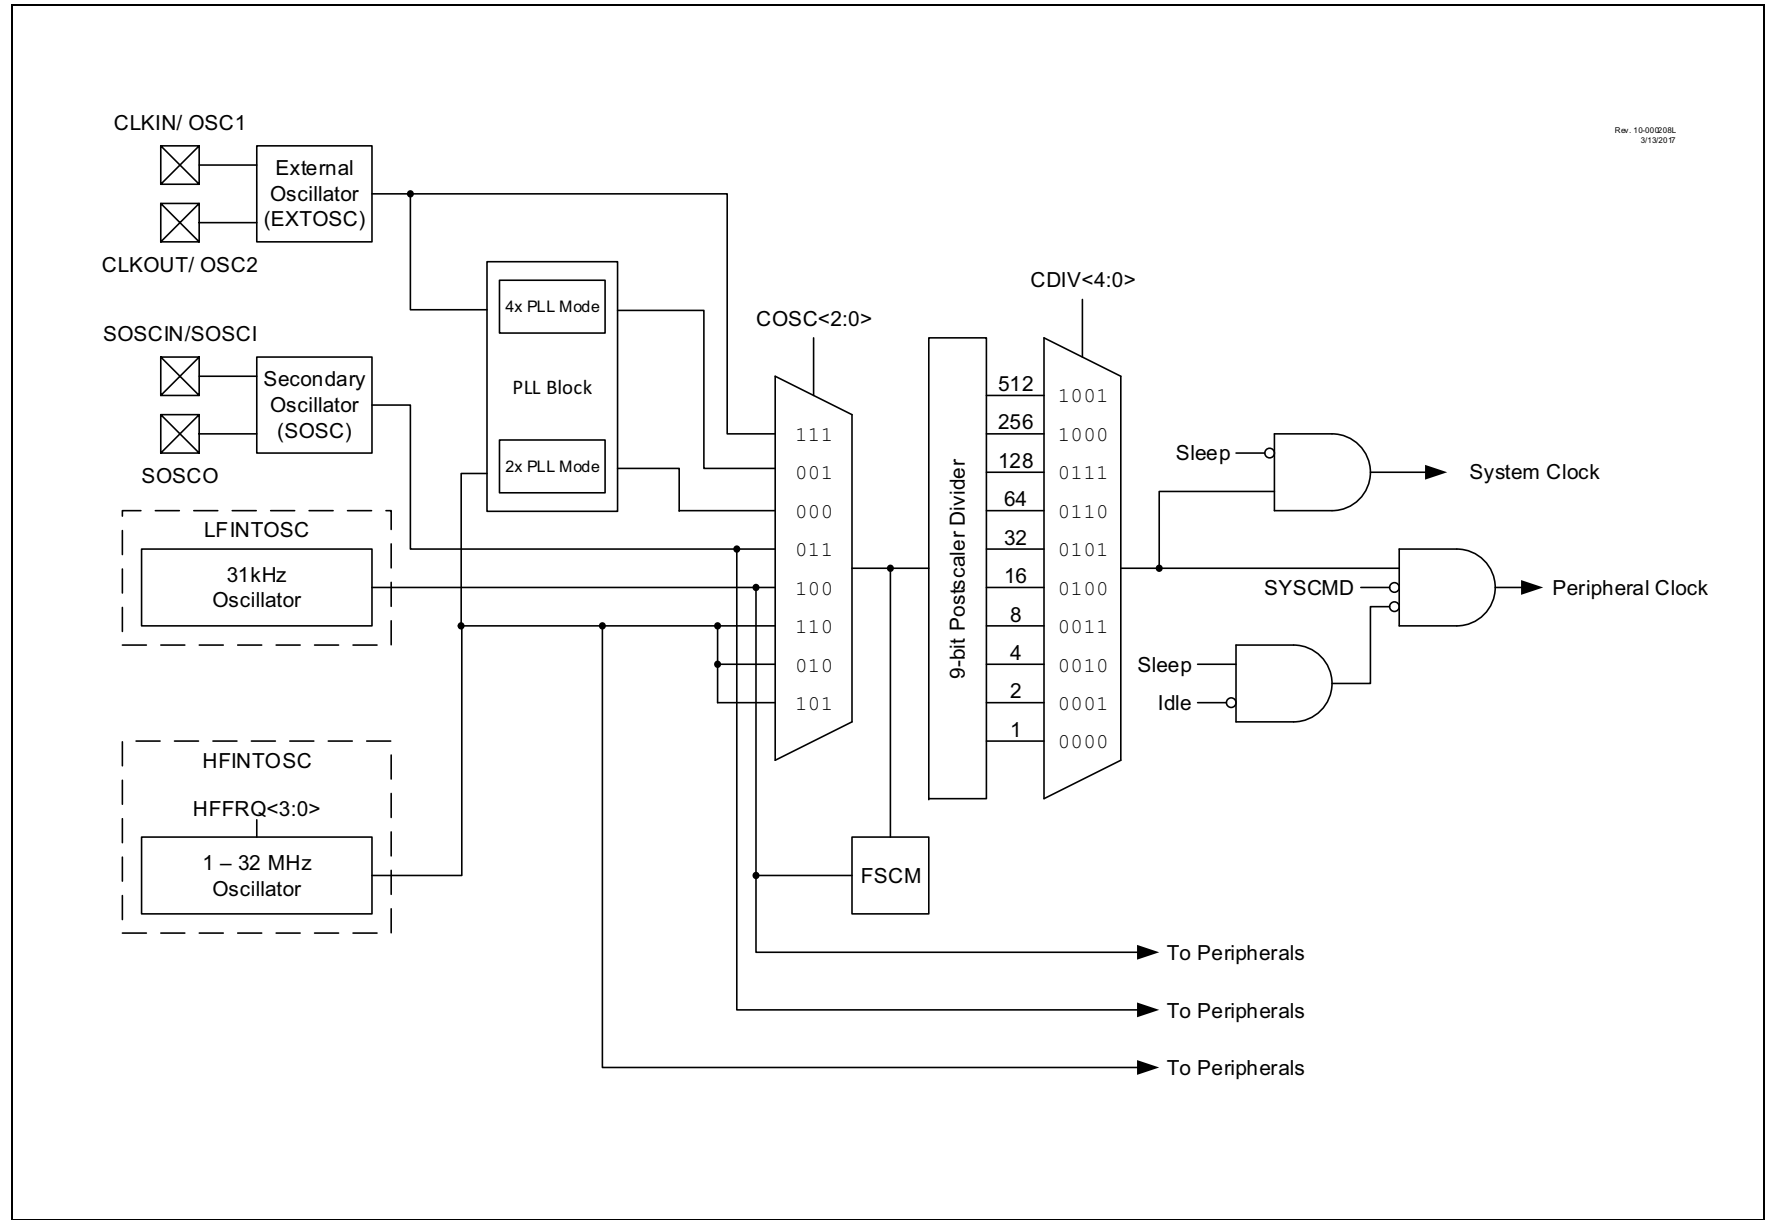 Rev. 10-000208L
3/13/2017
CLKIN/ OSC1
External
Oscillator
(EXTOSC)
CLKOUT/ OSC2
SOSCIN/SOSCI
Secondary
Oscillator
(SOSC)
SOSCO
LFINTOSC
31kHz
Oscillator
HFINTOSC
HFFRQ<3:0>
1 – 32 MHz
Oscillator
4x PLL Mode
PLL Block
2x PLL Mode
COSC<2:0>
111
001
000
011
100
110
010
101
FSCM
9-bit Postscaler Divider
CDIV<4:0>
512 1001
256 1000
128 0111
64 0110
32 0101
16 0100
8 0011
4 0010
2 0001
1 0000
Sleep
System Clock
SYSCMD
Peripheral Clock
Sleep
Idle
To Peripherals
To Peripherals
To Peripherals